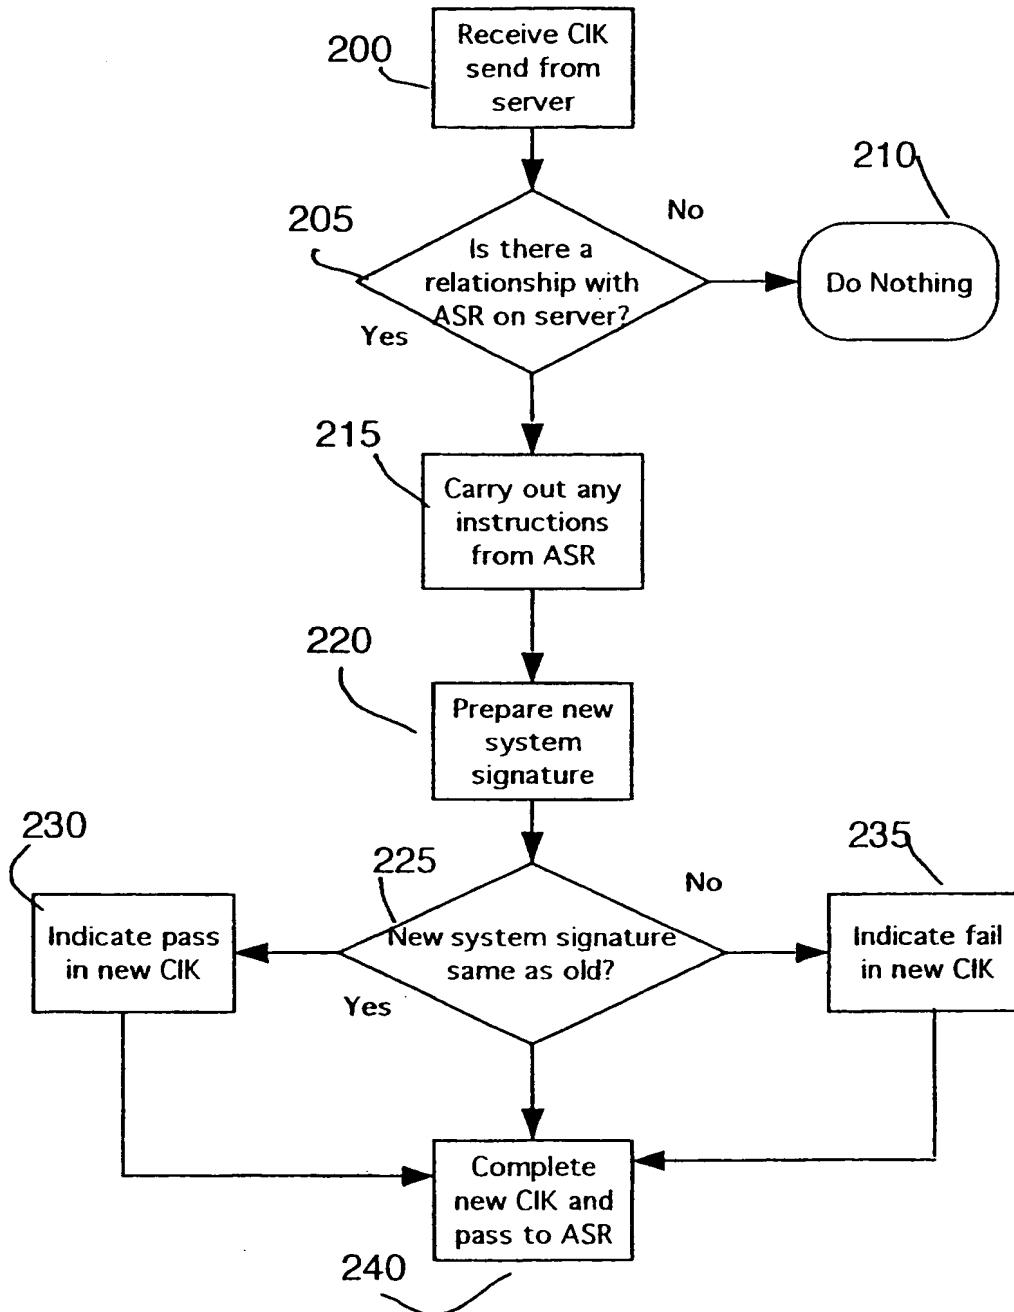 200
Receive CIK
send from
server
210
No
205
Is there a
relationship with
ASR on server?
Yes
Do Nothing
215
Carry out any
instructions
from ASR
220
Prepare new
system
signature
230
225
235
No
Indicate pass
in new CIK
New system signature
same as old?
Yes
Indicate fail
in new CIK
Complete
new CIK and
pass to ASR
240